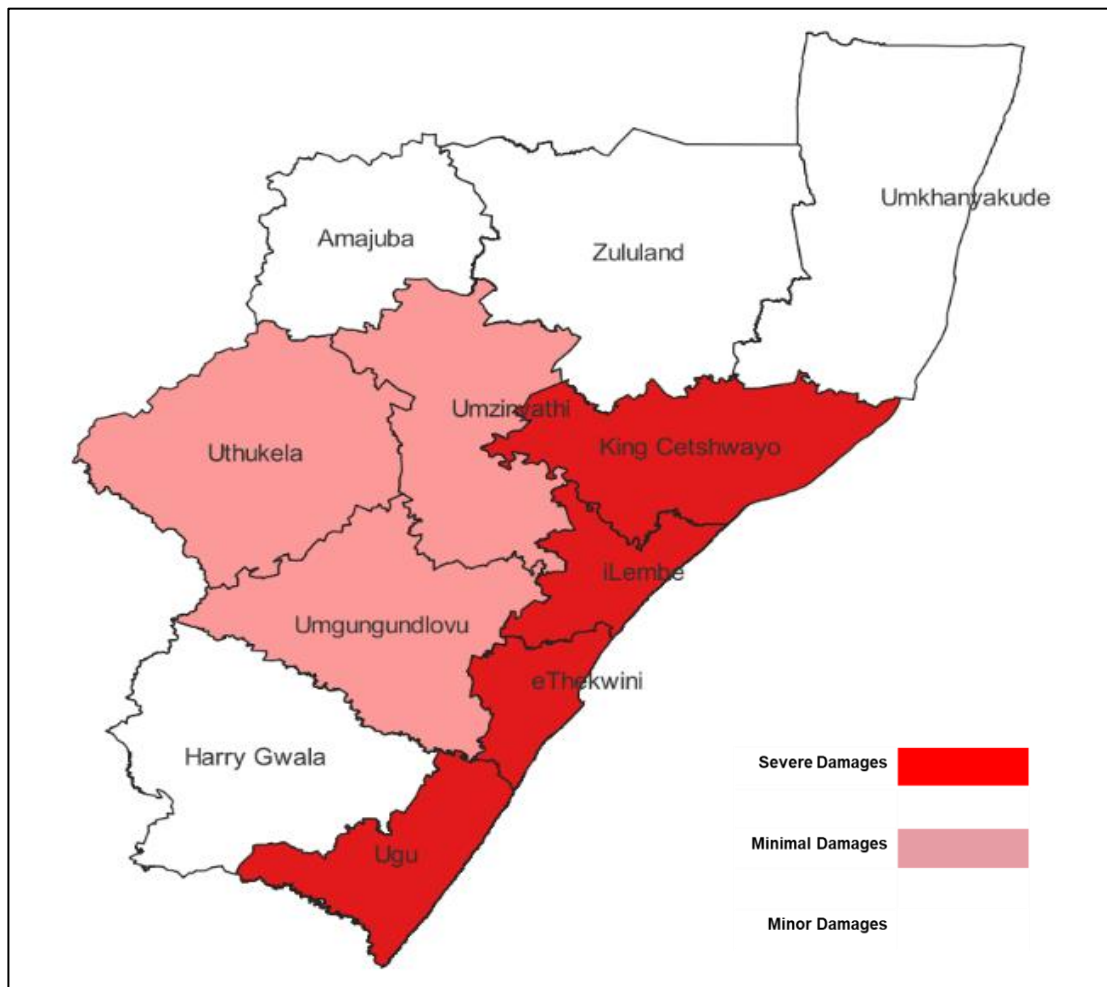 Umkhanyakude
Amajuba
Zululand
Umzinyathi
King Cetshwayo
Uthukela
iLembe
Umgungundlovu
eThekwini
Harry Gwala
Ugu
Severe Damages
Minimal Damages
Minor Damages